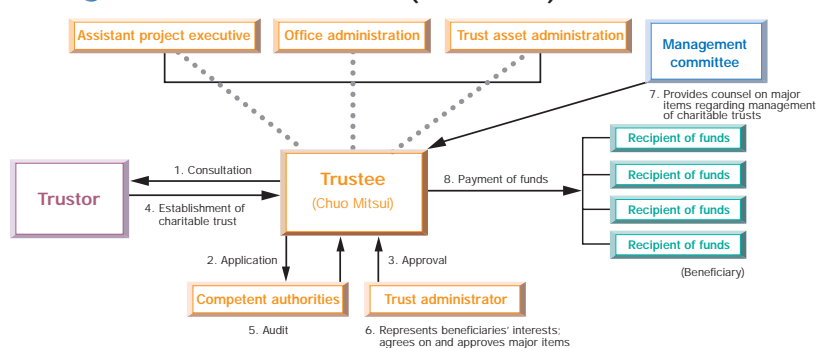 Assistant project executive
Office administration
Trust asset administration
Management
committee
7. Provides counsel on major
items regarding management
of charitable trusts
Recipient of funds
Recipient of funds
Recipient of funds
Recipient of funds
(Beneficiary)
Trustor
1. Consultation
4. Establishment of
charitable trust
Trustee
(Chuo Mitsui)
8. Payment of funds
2. Application
3. Approval
Competent authorities
Trust administrator
5. Audit
6. Represents beneficiaries' interests;
agrees on and approves major items